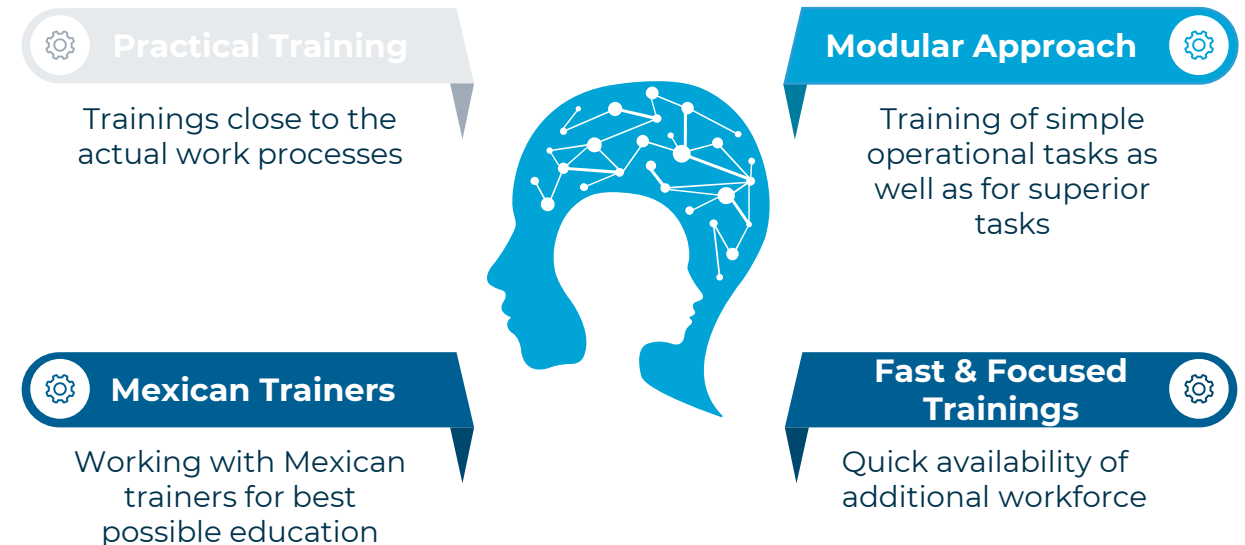 Practical Training
Trainings close to the
actual work processes
Modular Approach
Training of simple
operational tasks as
well as for superior
tasks
Mexican Trainers
Working with Mexican
trainers for best
possible education
Fast & Focused
Trainings
Quick availability of
additional workforce